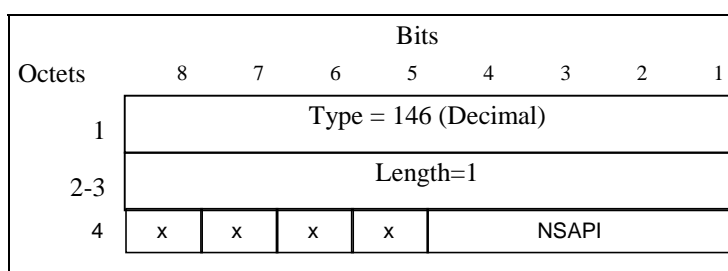 Bits
Octets 8 7 6 5 4 3 2 1
1 Type = 146 (Decimal)
2-3 Length=1
4 x x x x NSAPI